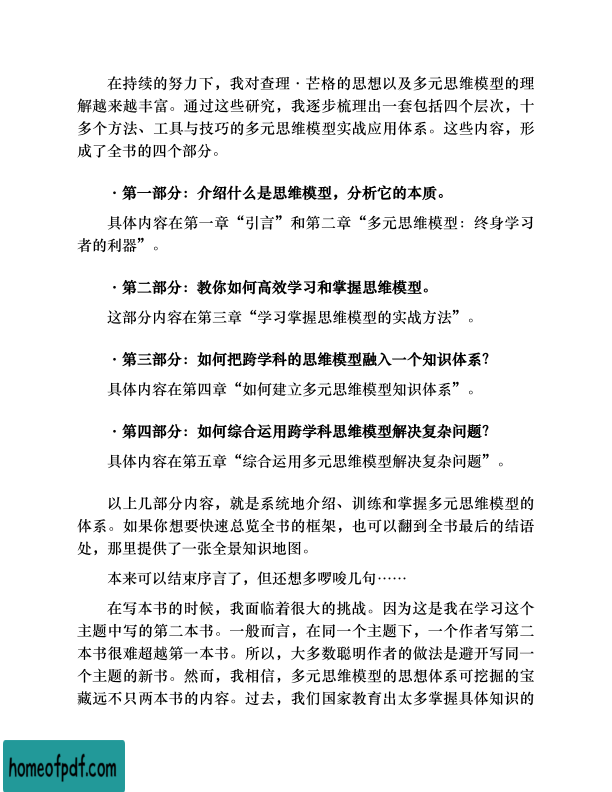 在持续的努力下，我对查理·芒格的思想以及多元思维模型的理
解越来越丰富。通过这些研究，我逐步梳理出一套包括四个层次，十
多个方法、工具与技巧的多元思维模型实战应用体系。这些内容，形
成了全书的四个部分。
·第一部分：介绍什么是思维模型，分析它的本质。
具体内容在第一章“引言”和第二章“多元思维模型：终身学习
者的利器”。
·第二部分：教你如何高效学习和掌握思维模型。
这部分内容在第三章“学习掌握思维模型的实战方法”。
·第三部分：如何把跨学科的思维模型融入一个知识体系？
具体内容在第四章“如何建立多元思维模型知识体系”。
·第四部分：如何综合运用跨学科思维模型解决复杂问题？
具体内容在第五章“综合运用多元思维模型解决复杂问题”。
以上几部分内容，就是系统地介绍、训练和掌握多元思维模型的
体系。如果你想要快速总览全书的框架，也可以翻到全书最后的结语
处，那里提供了一张全景知识地图。
本来可以结束序言了，但还想多啰唆几句……
在写本书的时候，我面临着很大的挑战。因为这是我在学习这个
主题中写的第二本书。一般而言，在同一个主题下，一个作者写第二
本书很难超越第一本书。所以，大多数聪明作者的做法是避开写同一
个主题的新书。然而，我相信，多元思维模型的思想体系可挖掘的宝
藏远不只两本书的内容。过去，我们国家教育出太多掌握具体知识的
homeofpdf.com